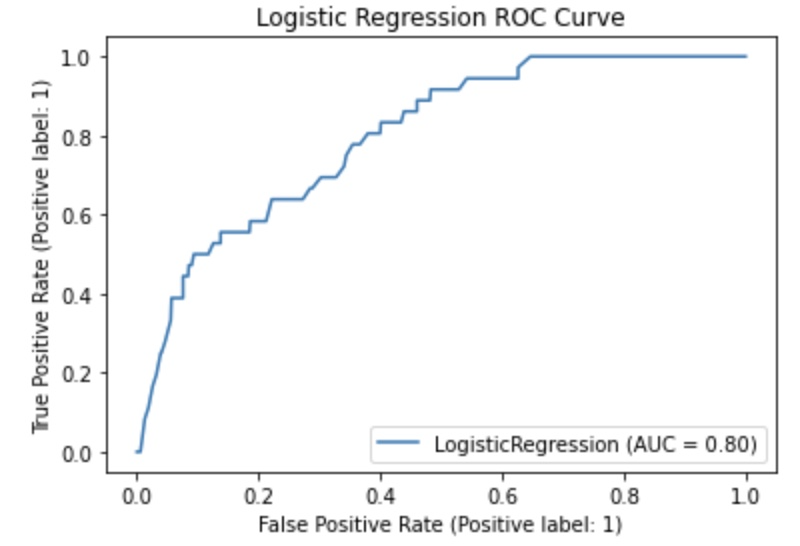 Logistic Regression ROC Curve
1.0
0.8
0.6
0.4
0.2
0.0
True Positive Rate (Positive label: 1)
LogisticRegression (AUC = 0.80)
0.0 0.2 0.4 0.6 0.8 1.0
False Positive Rate (Positive label: 1)